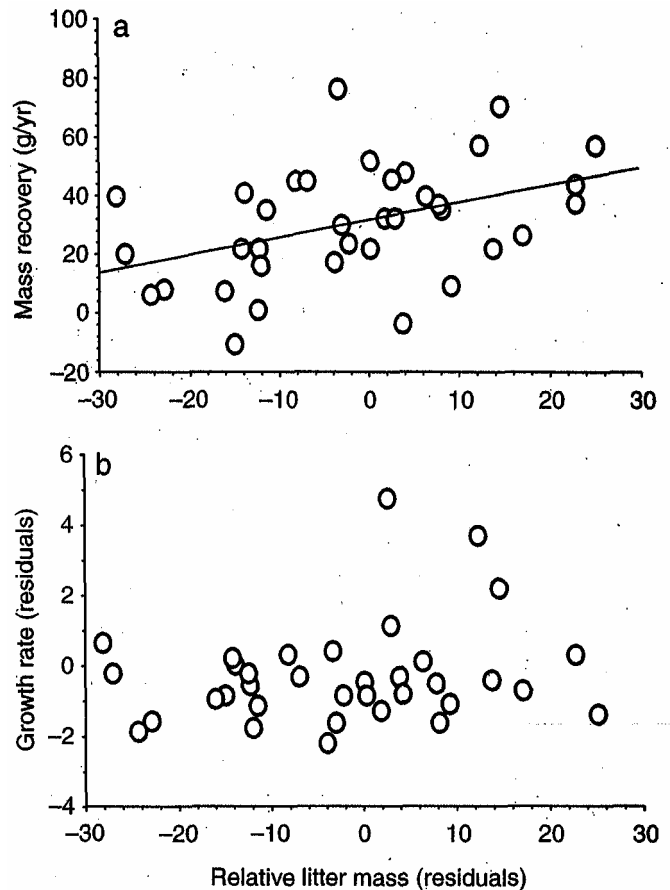 a
100
80
60
40
20
0
−20
Mass recovery (g/yr)
−30 −20 −10 0 10 20 30
b
6
4
2
0
−2
−4
Growth rate (residuals)
−30 −20 −10 0 10 20 30
Relative litter mass (residuals)